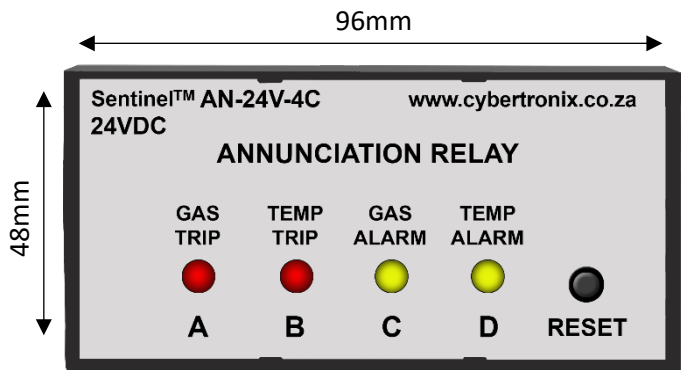 96mm
48mm
Sentinel™ AN-24V-4C www.cybertronix.co.za
24VDC
ANNUNCIATION RELAY
GAS TEMP GAS TEMP
TRIP TRIP ALARM ALARM
A B C D RESET